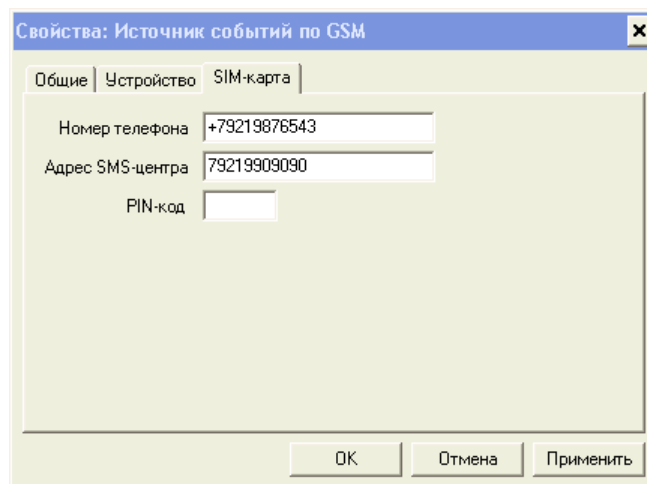 Свойства: Источник событий по GSM
Общие Устройство SIM-карта
Номер телефона +79219876543
Адрес SMS-центра 79219909090
PIN-код
OK Отмена Применить